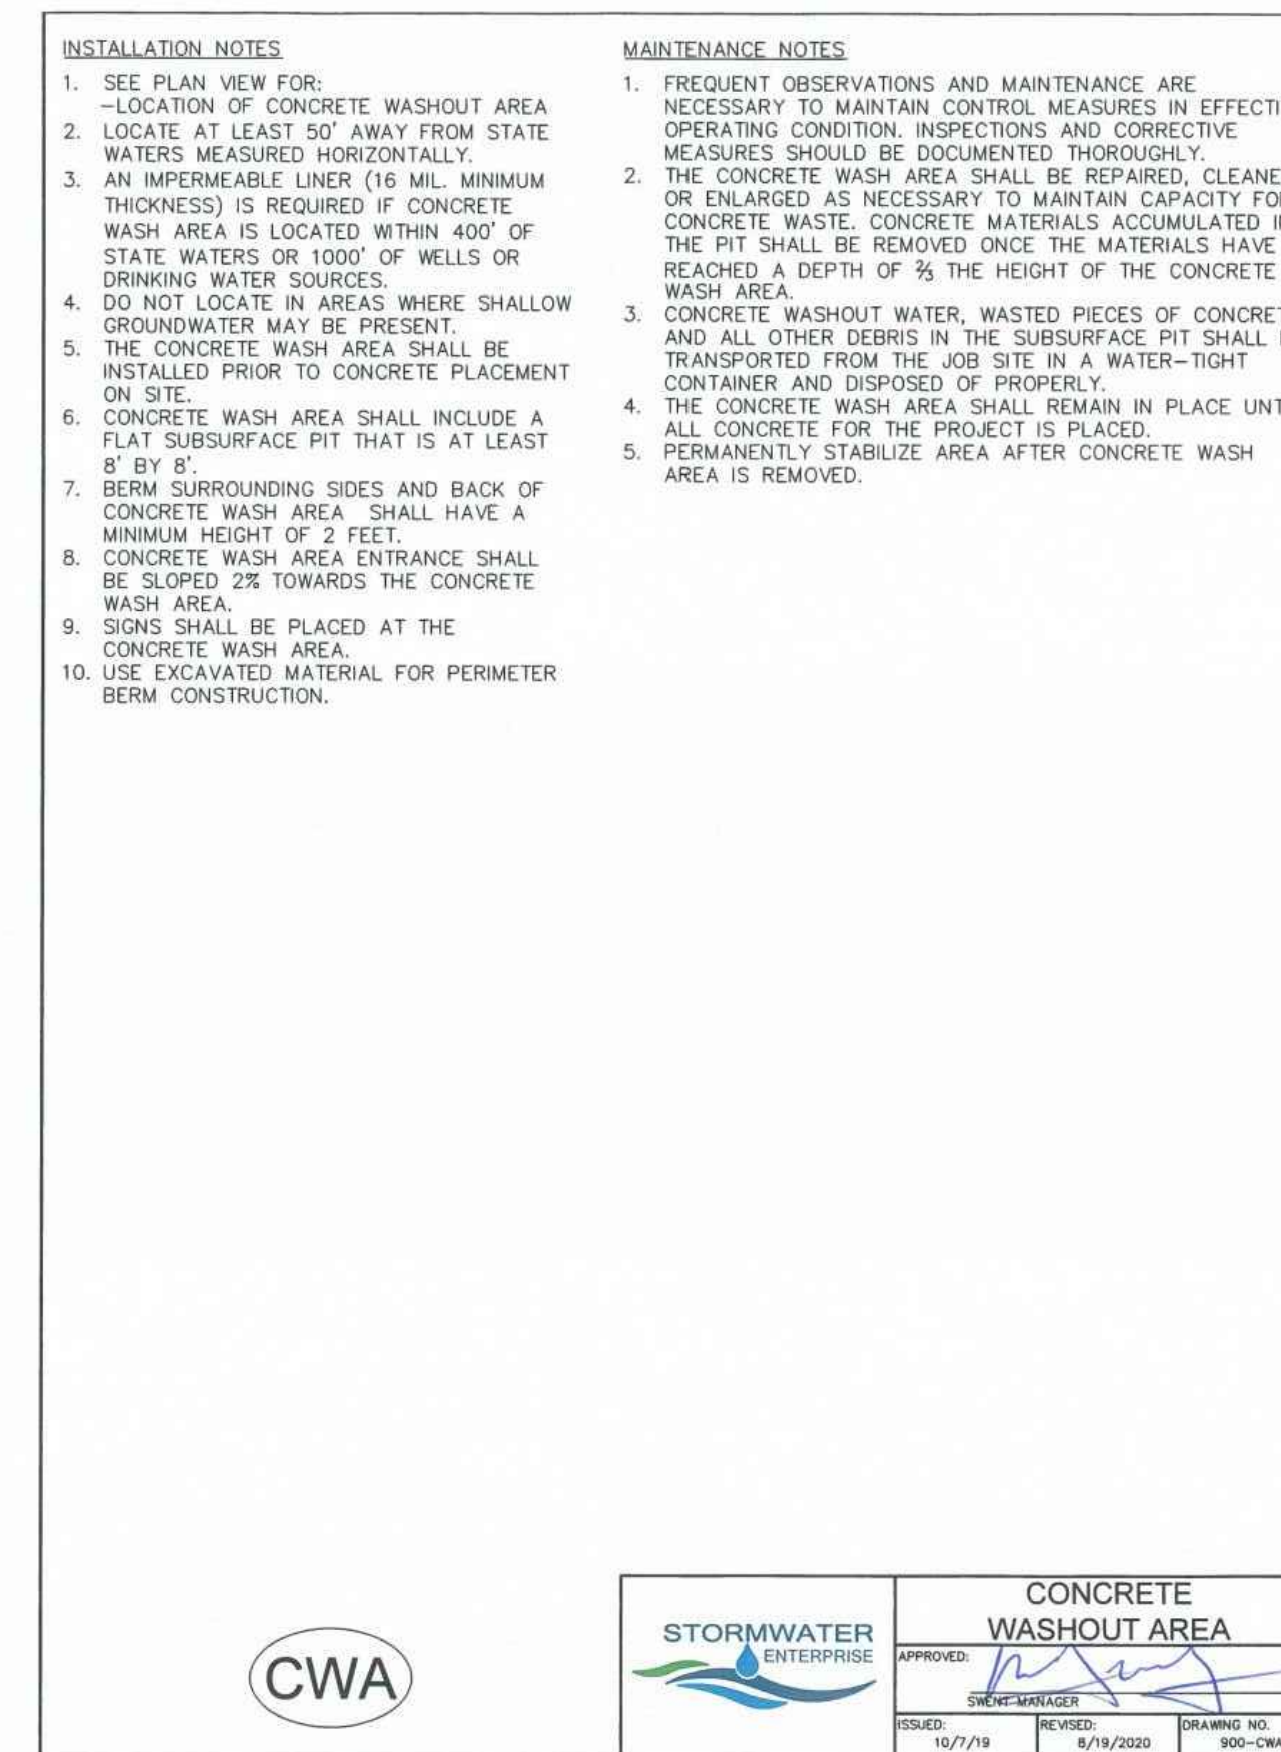 INSTALLATION NOTES
1. SEE PLAN VIEW FOR:
-LOCATION OF CONCRETE WASHOUT AREA
2. LOCATE AT LEAST 50' AWAY FROM STATE
WATERS MEASURED HORIZONTALLY.
3. AN IMPERMEABLE LINER (16 MIL. MINIMUM
THICKNESS) IS REQUIRED IF CONCRETE
WASH AREA IS LOCATED WITHIN 400' OF
STATE WATERS OR 1000' OF WELLS OR
DRINKING WATER SOURCES.
4. DO NOT LOCATE IN AREAS WHERE SHALLOW
GROUNDWATER MAY BE PRESENT.
5. THE CONCRETE WASH AREA SHALL BE
INSTALLED PRIOR TO CONCRETE PLACEMENT
ON SITE.
6. CONCRETE WASH AREA SHALL INCLUDE A
FLAT SUBSURFACE PIT THAT IS AT LEAST
8' BY 8'.
7. BERM SURROUNDING SIDES AND BACK OF
CONCRETE WASH AREA SHALL HAVE A
MINIMUM HEIGHT OF 2 FEET.
8. CONCRETE WASH AREA ENTRANCE SHALL
BE SLOPED 2% TOWARDS THE CONCRETE
WASH AREA.
9. SIGNS SHALL BE PLACED AT THE
CONCRETE WASH AREA.
10. USE EXCAVATED MATERIAL FOR PERIMETER
BERM CONSTRUCTION.
MAINTENANCE NOTES
1. FREQUENT OBSERVATIONS AND MAINTENANCE ARE
NECESSARY TO MAINTAIN CONTROL MEASURES IN EFFECTI
OPERATING CONDITION. INSPECTIONS AND CORRECTIVE
MEASURES SHOULD BE DOCUMENTED THOROUGHLY.
2. THE CONCRETE WASH AREA SHALL BE REPAIRED, CLEANE
OR ENLARGED AS NECESSARY TO MAINTAIN CAPACITY FO
CONCRETE WASTE. CONCRETE MATERIALS ACCUMULATED I
THE PIT SHALL BE REMOVED ONCE THE MATERIALS HAVE
REACHED A DEPTH OF ⅔ THE HEIGHT OF THE CONCRETE
WASH AREA.
3. CONCRETE WASHOUT WATER, WASTED PIECES OF CONCRET
AND ALL OTHER DEBRIS IN THE SUBSURFACE PIT SHALL
TRANSPORTED FROM THE JOB SITE IN A WATER-TIGHT
CONTAINER AND DISPOSED OF PROPERLY.
4. THE CONCRETE WASH AREA SHALL REMAIN IN PLACE UNT
ALL CONCRETE FOR THE PROJECT IS PLACED.
5. PERMANENTLY STABILIZE AREA AFTER CONCRETE WASH
AREA IS REMOVED.
CWA
STORMWATER
ENTERPRISE
CONCRETE
WASHOUT AREA
APPROVED:
SWENT MANAGER
ISSUED:
10/7/19
REVISED:
8/19/2020
DRAWING NO.
900-CWA